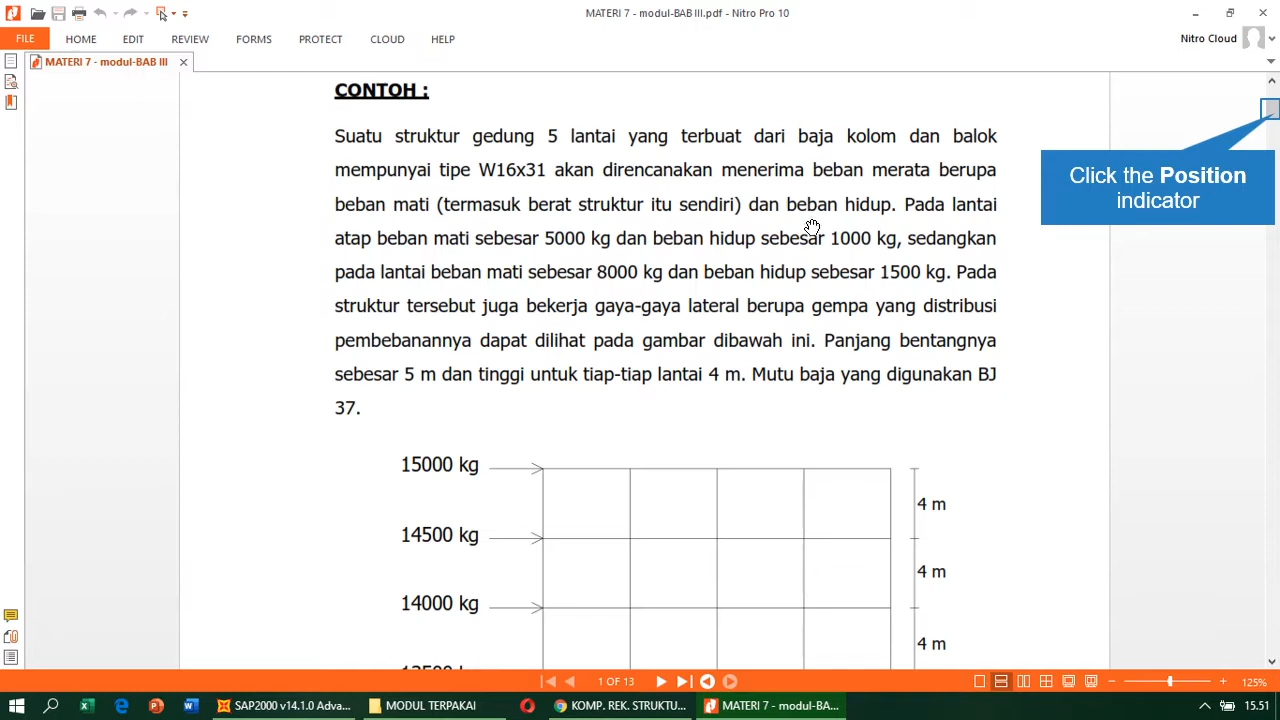 MATERI 7 - modul-BAB III.pdf - Nitro Pro 10
FILE HOME EDIT REVIEW FORMS PROTECT CLOUD HELP Nitro Cloud
MATERI 7 - modul-BAB III
CONTOH :
Suatu struktur gedung 5 lantai yang terbuat dari baja kolom dan balok
mempunyai tipe W16x31 akan direncanakan menerima beban merata berupa
beban mati (termasuk berat struktur itu sendiri) dan beban hidup. Pada lantai
atap beban mati sebesar 5000 kg dan beban hidup sebesar 1000 kg, sedangkan
pada lantai beban mati sebesar 8000 kg dan beban hidup sebesar 1500 kg. Pada
struktur tersebut juga bekerja gaya-gaya lateral berupa gempa yang distribusi
pembebanannya dapat dilihat pada gambar dibawah ini. Panjang bentangnya
sebesar 5 m dan tinggi untuk tiap-tiap lantai 4 m. Mutu baja yang digunakan BJ
37.
Click the Position
indicator
15000 kg
4 m
14500 kg
4 m
14000 kg
4 m
1 OF 13
125%
SAP2000 v14.1.0 Adva... MODUL TERPAKAI KOMP. REK. STRUKTU... MATERI 7 - modul-BA... 15.51